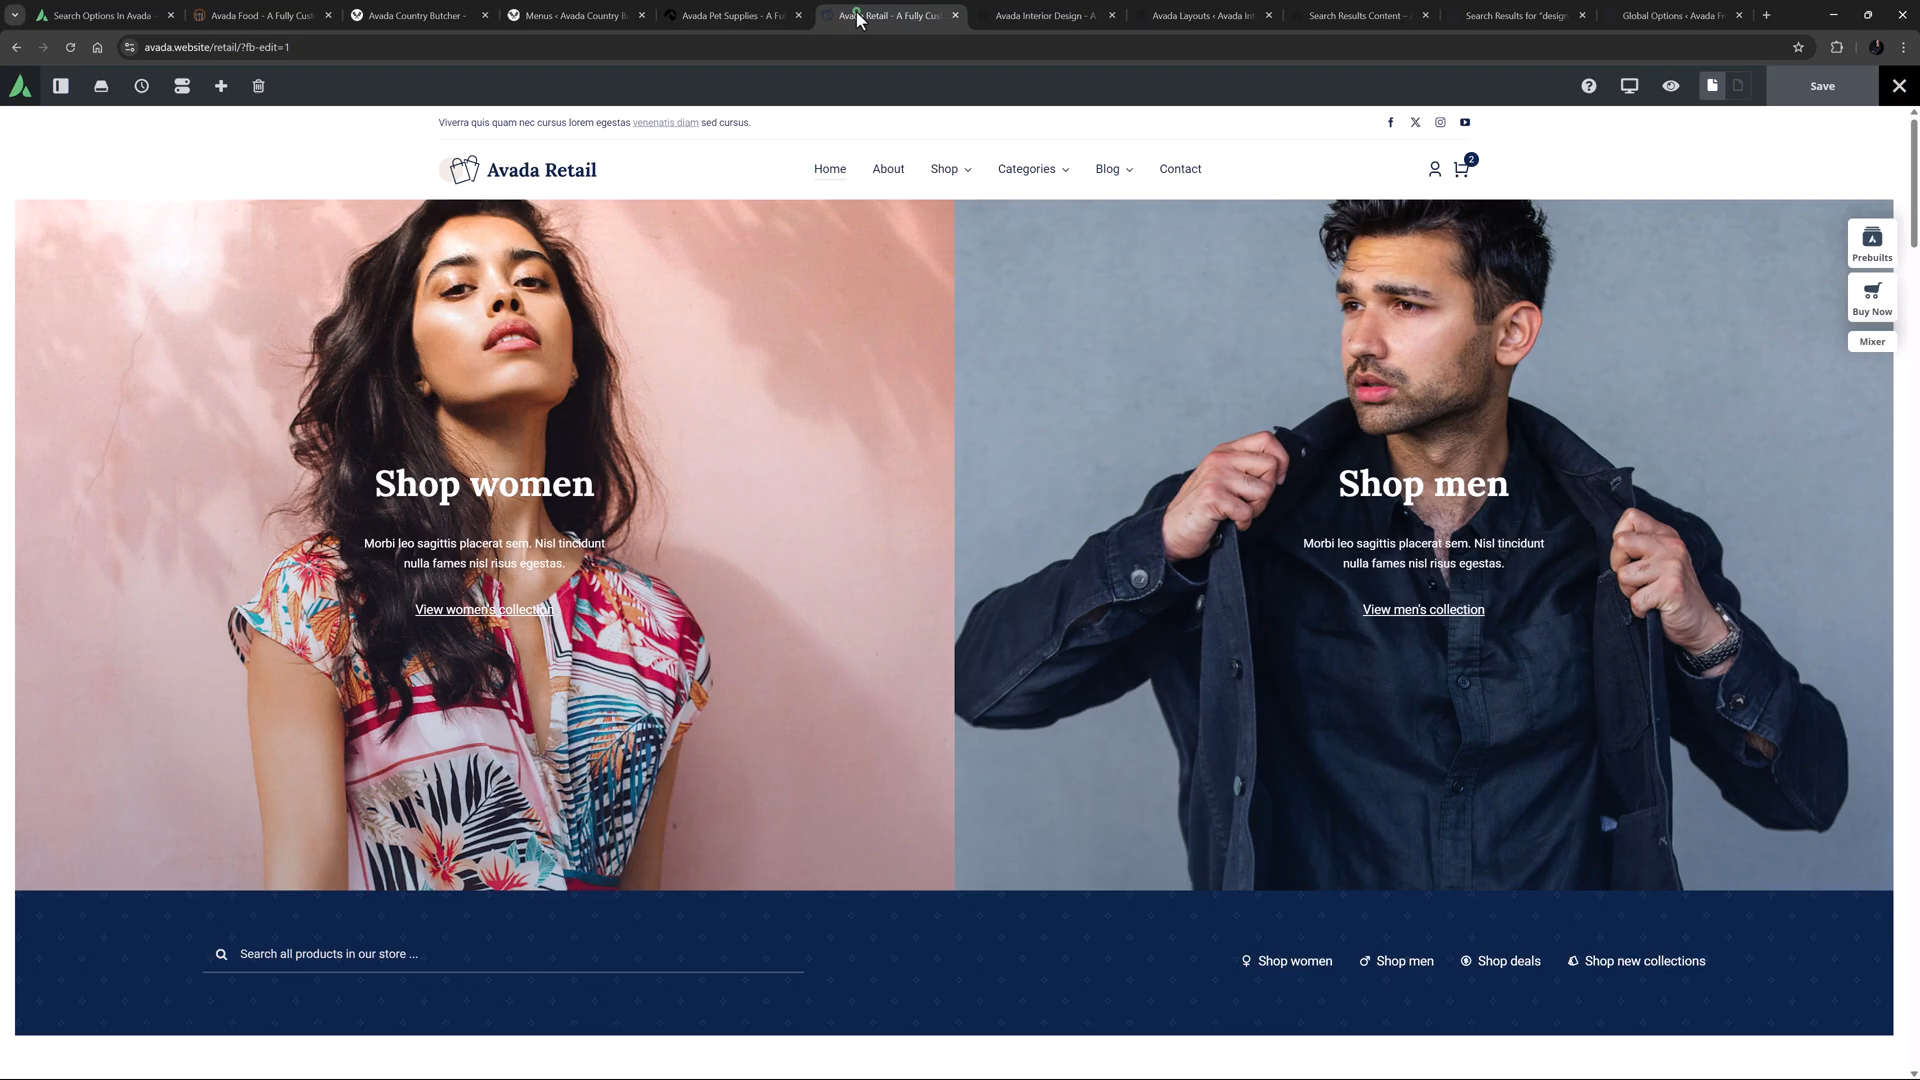 Search Options In Avada -
Avada Food - A Fully Cust
Avada Country Butcher -
Menus ‹ Avada Country B
Avada Pet Supplies - A Fu
Avada Retail - A Fully Cust
Avada Interior Design - A
Avada Layouts ‹ Avada Int
Search Results Content –
Search Results for "design
Global Options ‹ Avada Fr
avada.website/retail/?fb-edit=1
Save
Viverra quis quam nec cursus lorem egestas venenatis diam sed cursus.
Avada Retail
Home About Shop Categories Blog Contact
2
Prebuilts
Buy Now
Mixer
Shop women
Morbi leo sagittis placerat sem. Nisl tincidunt
nulla fames nisl risus egestas.
View women's collection
Shop men
Morbi leo sagittis placerat sem. Nisl tincidunt
nulla fames nisl risus egestas.
View men's collection
Search all products in our store ...
Shop women Shop men Shop deals Shop new collections